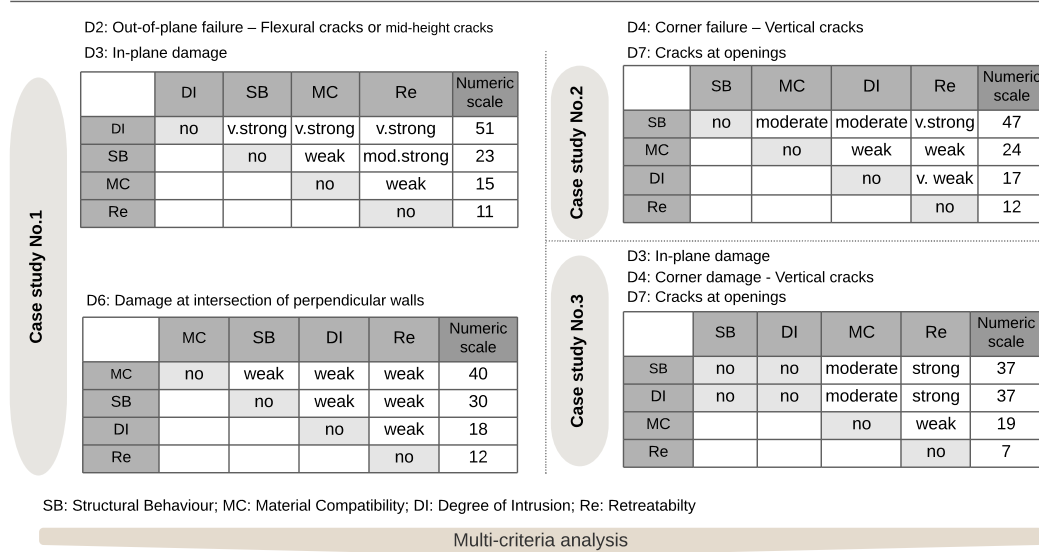 D2: Out-of-plane failure – Flexural cracks or mid-height cracks
D3: In-plane damage
DI SB MC Re Numeric scale
DI no v.strong v.strong v.strong 51
SB no weak mod.strong 23
MC no weak 15
Re no 11
Case study No.1
D6: Damage at intersection of perpendicular walls
MC SB DI Re Numeric scale
MC no weak weak weak 40
SB no weak weak 30
DI no weak 18
Re no 12
D4: Corner failure – Vertical cracks
D7: Cracks at openings
Case study No.2
SB MC DI Re Numeric scale
SB no moderate moderate v.strong 47
MC no weak weak 24
DI no v. weak 17
Re no 12
D3: In-plane damage
D4: Corner damage - Vertical cracks
D7: Cracks at openings
Case study No.3
SB DI MC Re Numeric scale
SB no no moderate strong 37
DI no no moderate strong 37
MC no weak 19
Re no 7
SB: Structural Behaviour; MC: Material Compatibility; DI: Degree of Intrusion; Re: Retreatabilty
Multi-criteria analysis